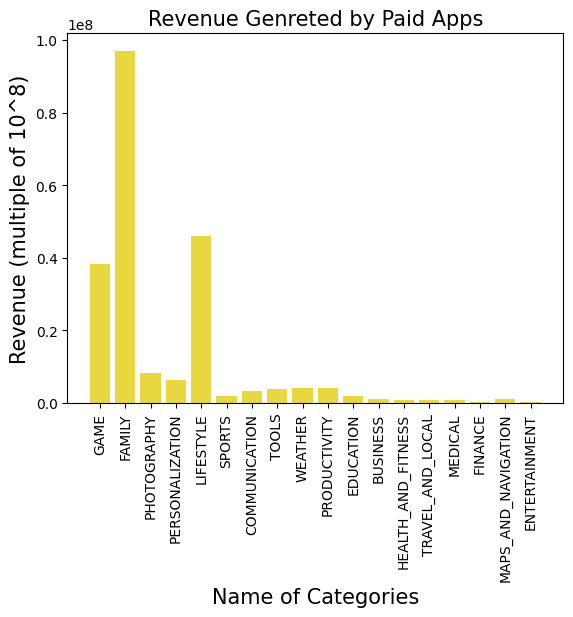 Revenue Genreted by Paid Apps
1e8
1.0
0.8
0.6
0.4
0.2
0.0
Revenue (multiple of 10^8)
GAME
FAMILY
PHOTOGRAPHY
PERSONALIZATION
LIFESTYLE
SPORTS
COMMUNICATION
TOOLS
WEATHER
PRODUCTIVITY
EDUCATION
BUSINESS
HEALTH_AND_FITNESS
TRAVEL_AND_LOCAL
MEDICAL
FINANCE
MAPS_AND_NAVIGATION
ENTERTAINMENT
Name of Categories